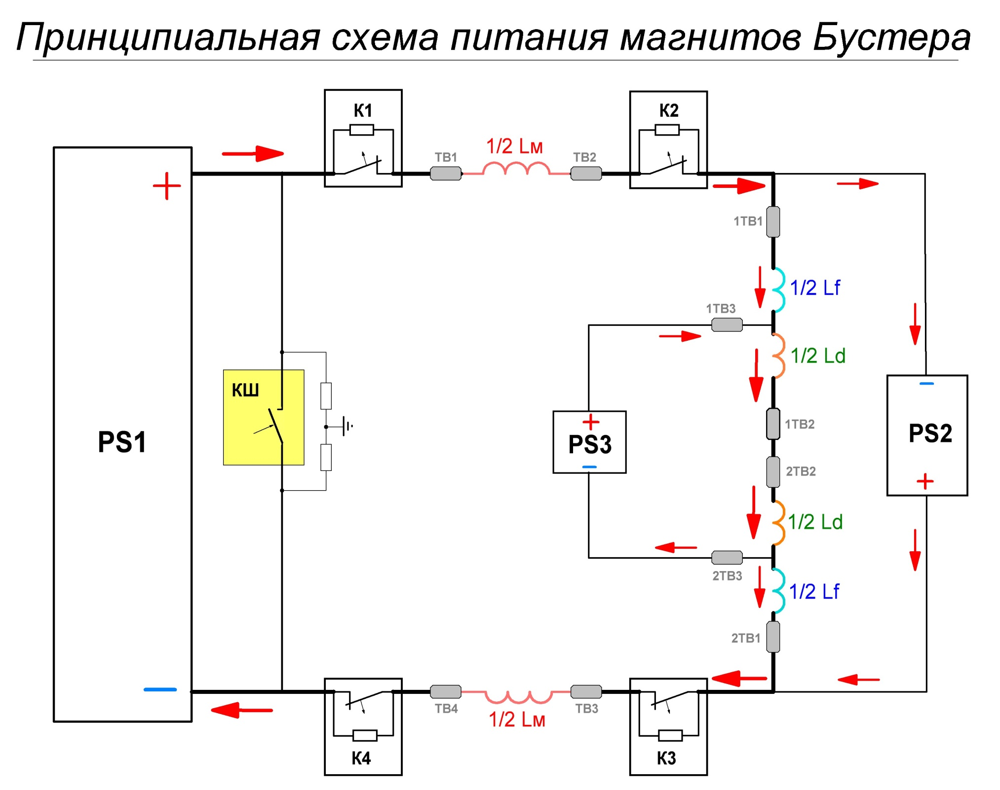 Принципиальная схема питания магнитов Бустера
К1
К2
1/2 Lм
ТВ1
ТВ2
+
1ТВ1
1/2 Lf
1ТВ3
1/2 Ld
КШ
PS1
+
PS3
−
1ТВ2
−
PS2
+
2ТВ2
1/2 Ld
2ТВ3
1/2 Lf
2ТВ1
−
ТВ4
ТВ3
1/2 Lм
К4
К3